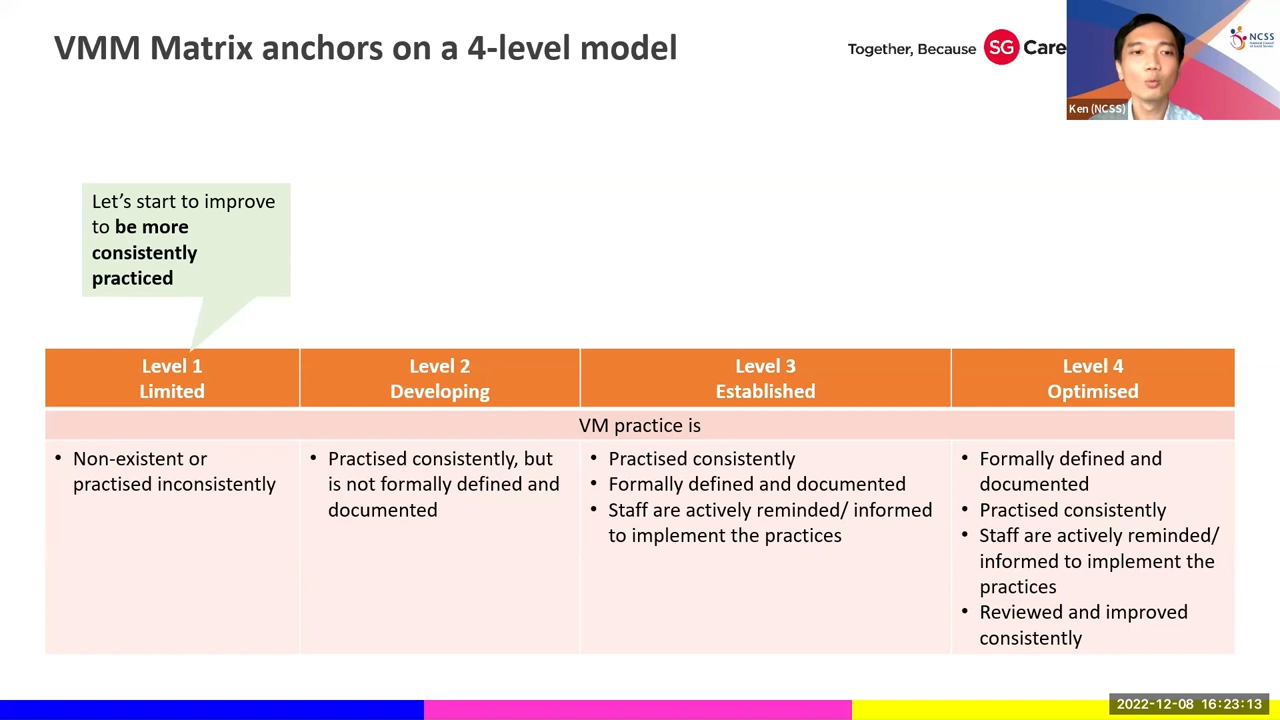 VMM Matrix anchors on a 4-level model
Together, Because SG Care
NCSS
Ken (NCSS)
Let's start to improve
to be more
consistently
practiced
Level 1
Limited
Level 2
Developing
Level 3
Established
Level 4
Optimised
VM practice is
• Non-existent or
practised inconsistently
• Practised consistently, but
is not formally defined and
documented
• Practised consistently
• Formally defined and documented
• Staff are actively reminded/ informed
to implement the practices
• Formally defined and
documented
• Practised consistently
• Staff are actively reminded/
informed to implement the
practices
• Reviewed and improved
consistently
2022-12-08 16:23:13